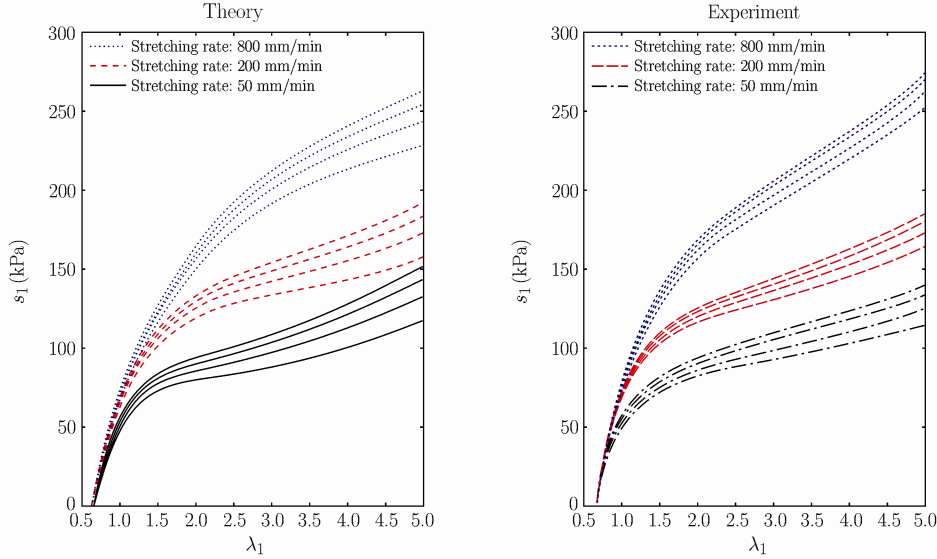 Theory
300
250
200
150
100
50
0
s1 (kPa)
Stretching rate: 800 mm/min
Stretching rate: 200 mm/min
Stretching rate: 50 mm/min
0.5 1.0 1.5 2.0 2.5 3.0 3.5 4.0 4.5 5.0
λ1
Experiment
300
250
200
150
100
50
0
s1 (kPa)
Stretching rate: 800 mm/min
Stretching rate: 200 mm/min
Stretching rate: 50 mm/min
0.5 1.0 1.5 2.0 2.5 3.0 3.5 4.0 4.5 5.0
λ1